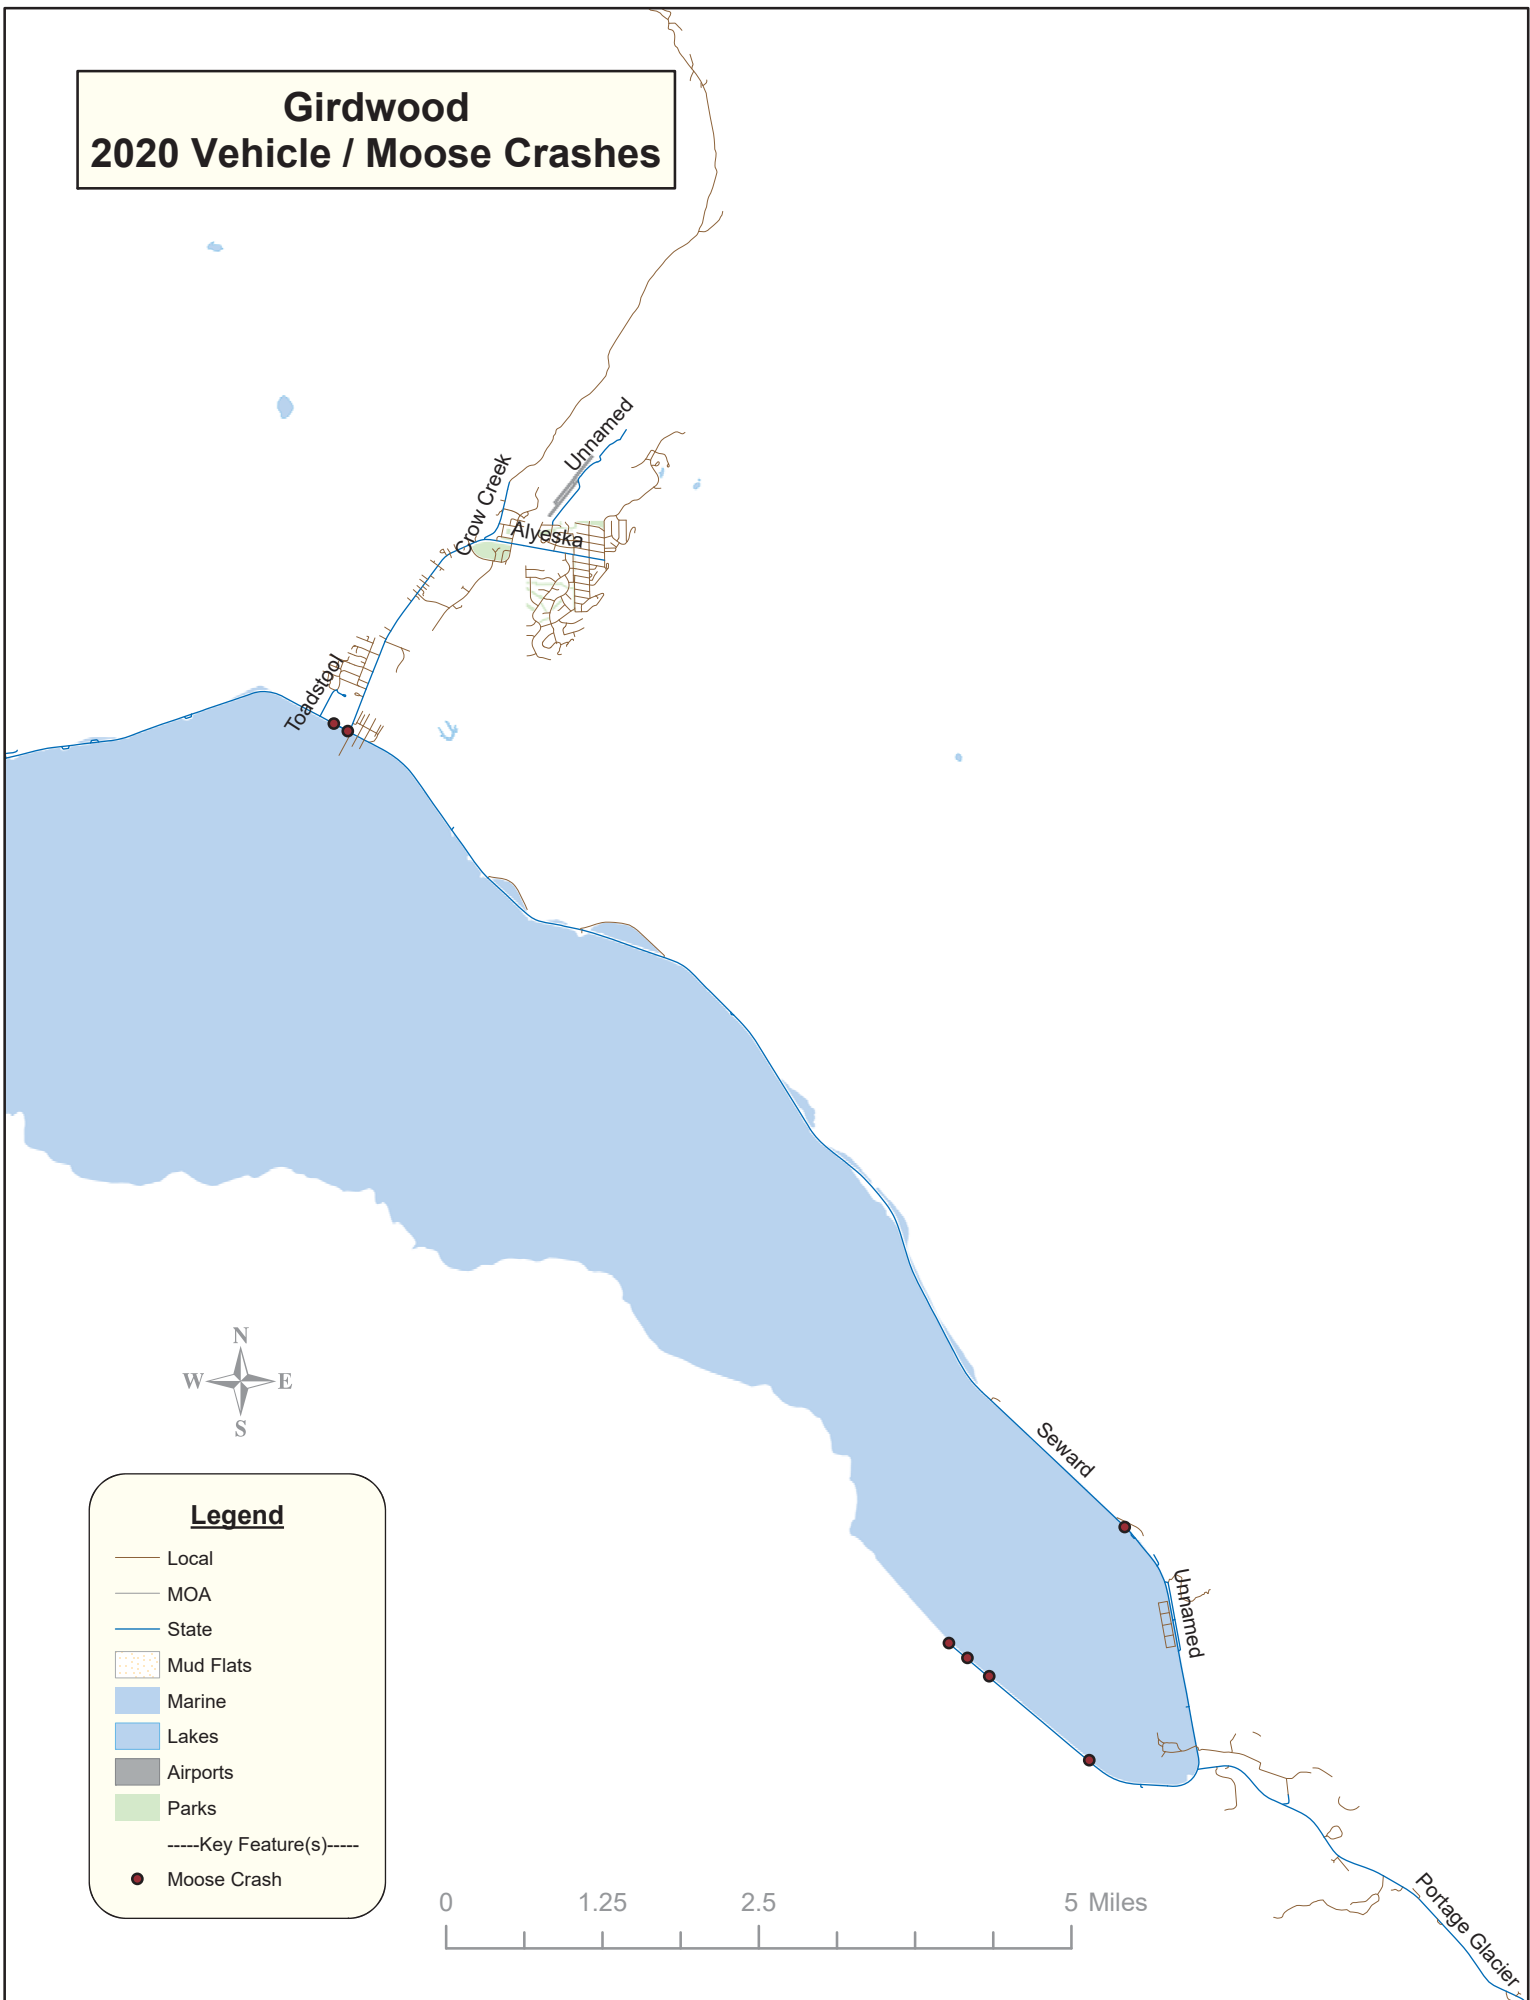 Girdwood
2020 Vehicle / Moose Crashes
Unnamed
Crow Creek
Alyeska
Toadstool
N
W E
S
Seward
Unnamed
Legend
Local
MOA
State
Mud Flats
Marine
Lakes
Airports
Parks
-----Key Feature(s)-----
Moose Crash
0 1.25 2.5 5 Miles
Portage Glacier